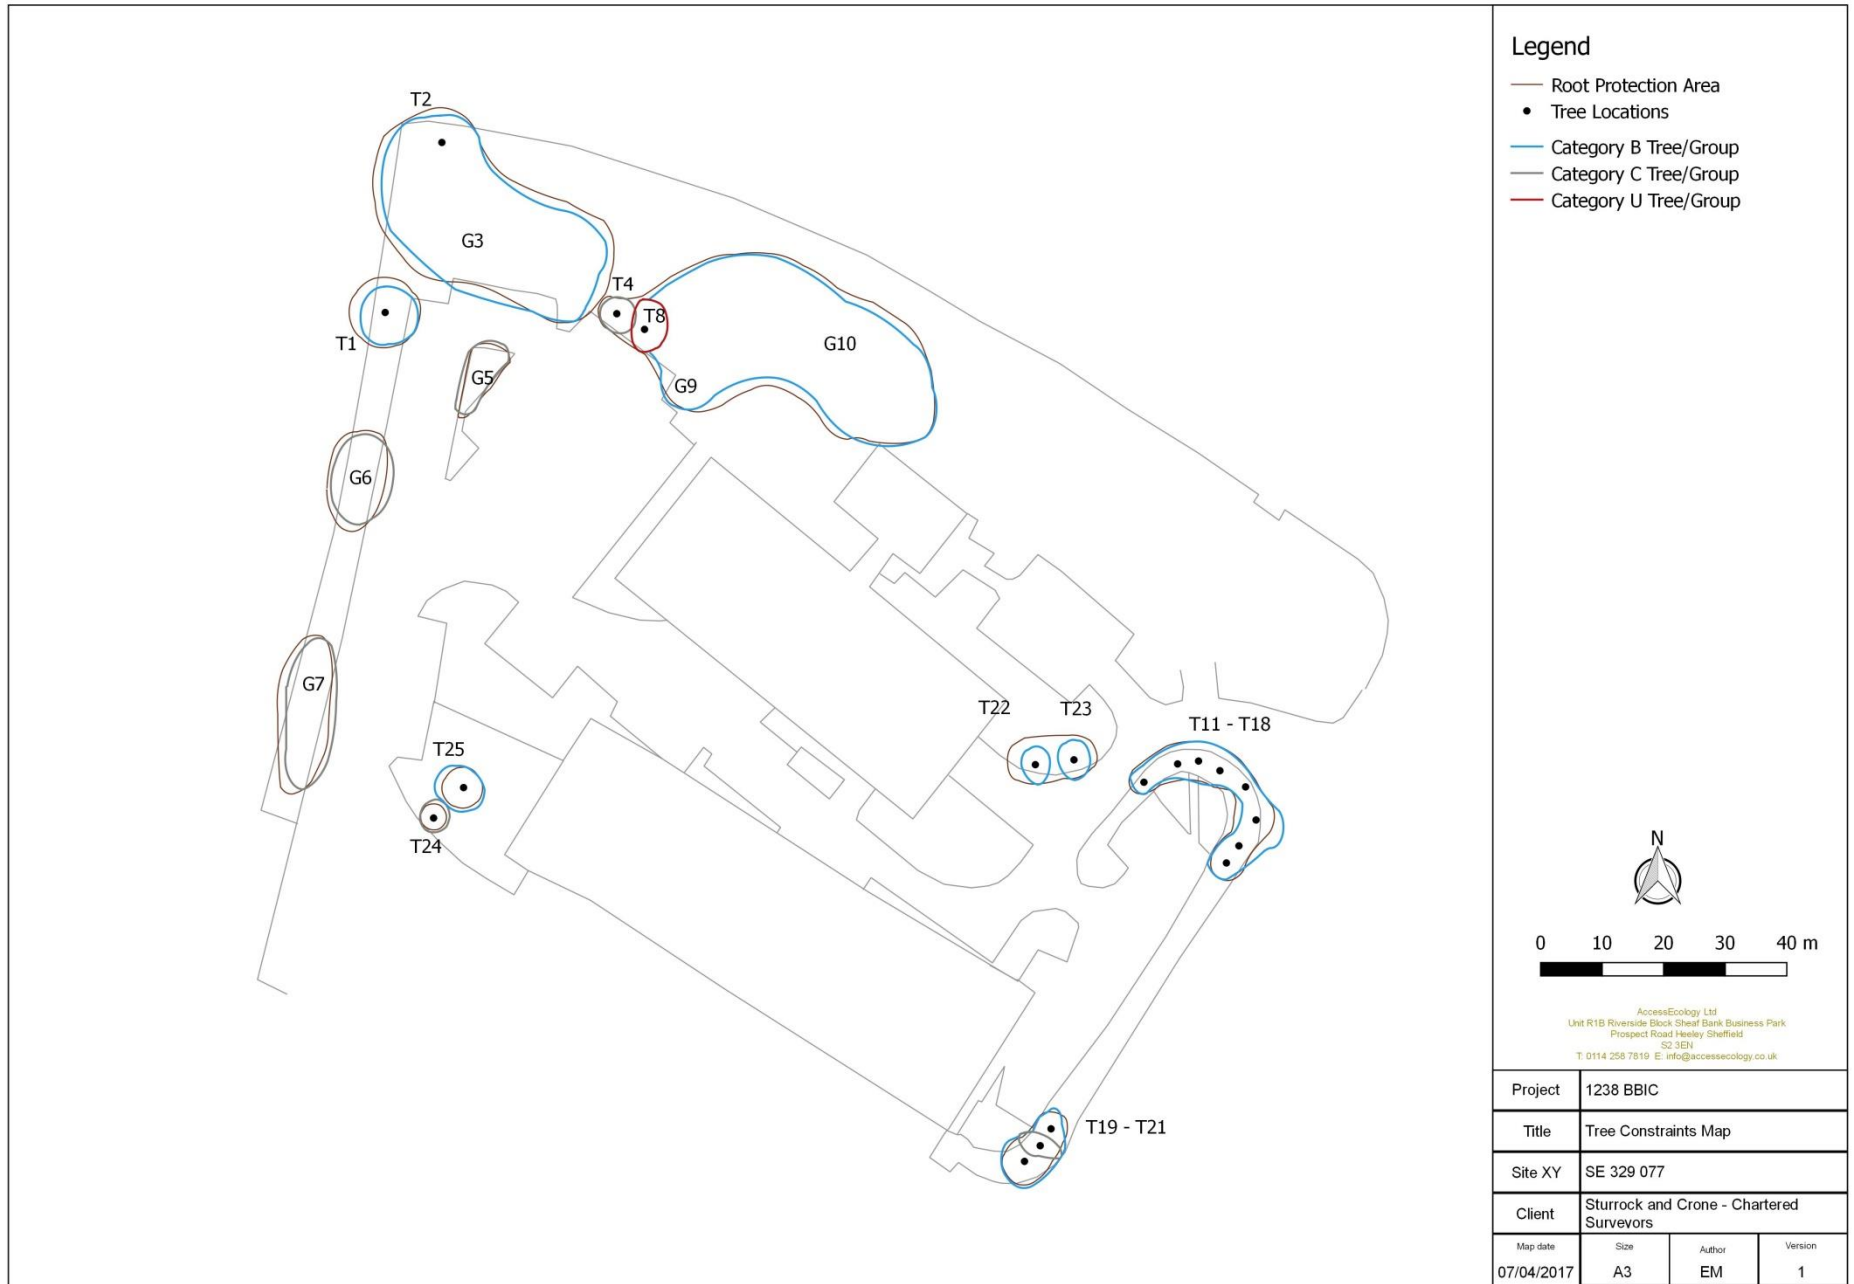 T2
G3
T4
T8
G10
T1
G5
G9
G6
G7
T22
T23
T11 - T18
T25
T24
T19 - T21
Legend
Root Protection Area
Tree Locations
Category B Tree/Group
Category C Tree/Group
Category U Tree/Group
N
0 10 20 30 40 m
AccessEcology Ltd
Unit R1B Riverside Block Sheaf Bank Business Park
Prospect Road Heeley Sheffield
S2 3EN
T: 0114 258 7819 E: info@accessecology.co.uk
Project 1238 BBIC
Title Tree Constraints Map
Site XY SE 329 077
Client Sturrock and Crone - Chartered
Surveyors
Map date Size Author Version
07/04/2017 A3 EM 1